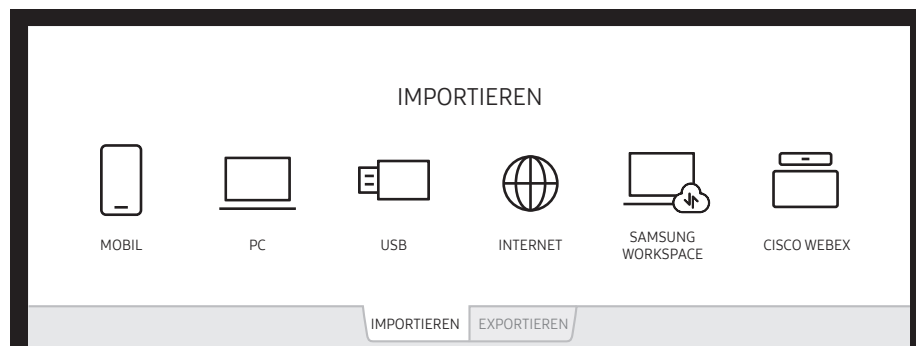 IMPORTIEREN
MOBIL
PC
USB
INTERNET
SAMSUNG
WORKSPACE
CISCO WEBEX
IMPORTIEREN
EXPORTIEREN